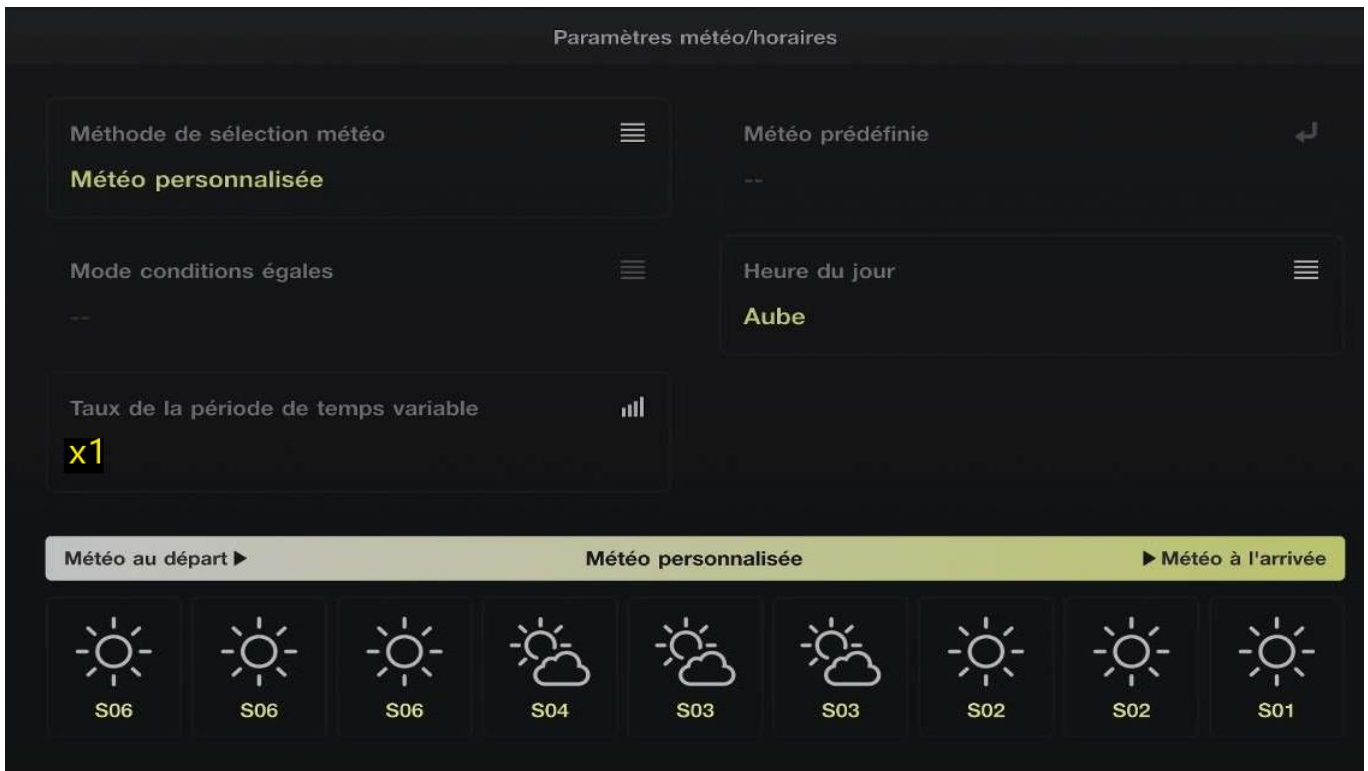 Paramètres météo/horaires
Méthode de sélection météo
Météo personnalisée
Météo prédéfinie
--
Mode conditions égales
--
Heure du jour
Aube
Taux de la période de temps variable
x1
Météo au départ ▶ Météo personnalisée ▶ Météo à l'arrivée
S06 S06 S06 S04 S03 S03 S02 S02 S01